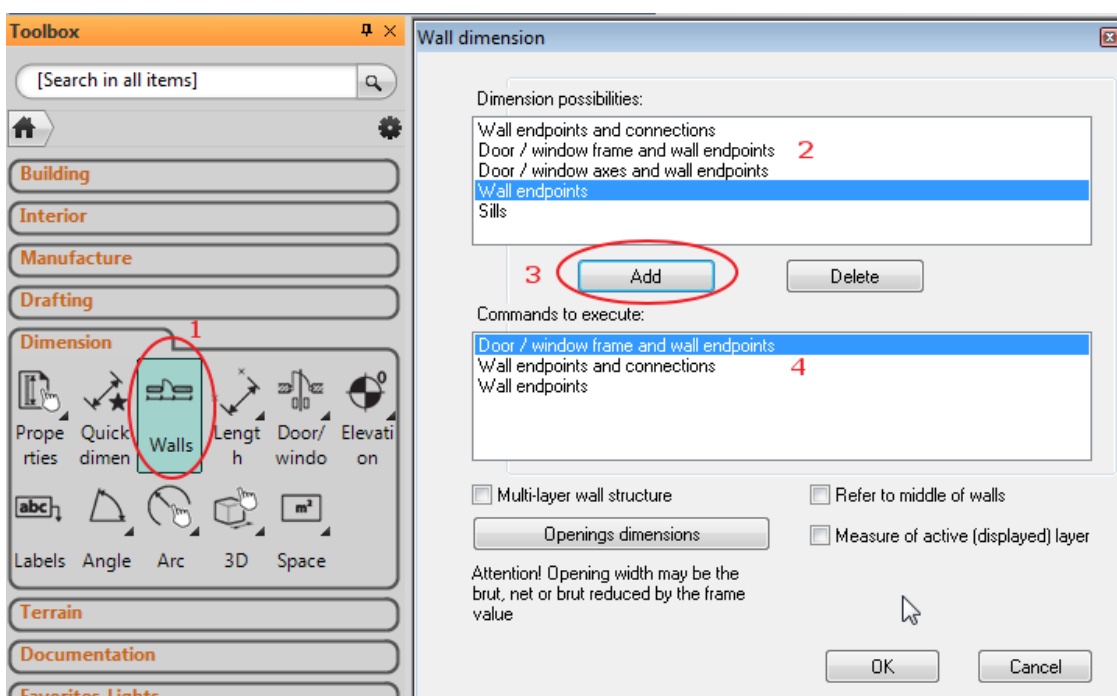 Toolbox
[Search in all items]
Building
Interior
Manufacture
Drafting
Dimension
1
Prope
rties
Quick
dimen
Walls
Lengt
h
Door/
windo
Elevati
on
abc
m²
Labels
Angle
Arc
3D
Space
Terrain
Documentation
Favorites-Lights
Wall dimension
Dimension possibilities:
Wall endpoints and connections
Door / window frame and wall endpoints
2
Door / window axes and wall endpoints
Wall endpoints
Sills
3
Add
Delete
Commands to execute:
Door / window frame and wall endpoints
Wall endpoints and connections
4
Wall endpoints
Multi-layer wall structure
Refer to middle of walls
Openings dimensions
Measure of active (displayed) layer
Attention! Opening width may be the
brut, net or brut reduced by the frame
value
OK
Cancel